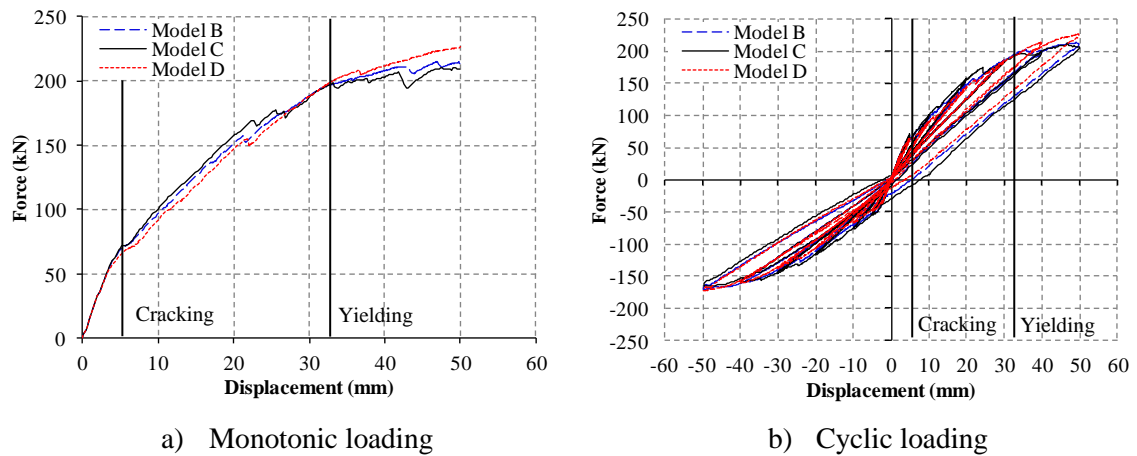 250
200
150
100
50
0
Force (kN)
Model B
Model C
Model D
Cracking
Yielding
0 10 20 30 40 50 60
Displacement (mm)
a) Monotonic loading
250
200
150
100
50
0
-50
-100
-150
-200
-250
Force (kN)
Model B
Model C
Model D
Cracking
Yielding
-60 -50 -40 -30 -20 -10 0 10 20 30 40 50 60
Displacement (mm)
b) Cyclic loading